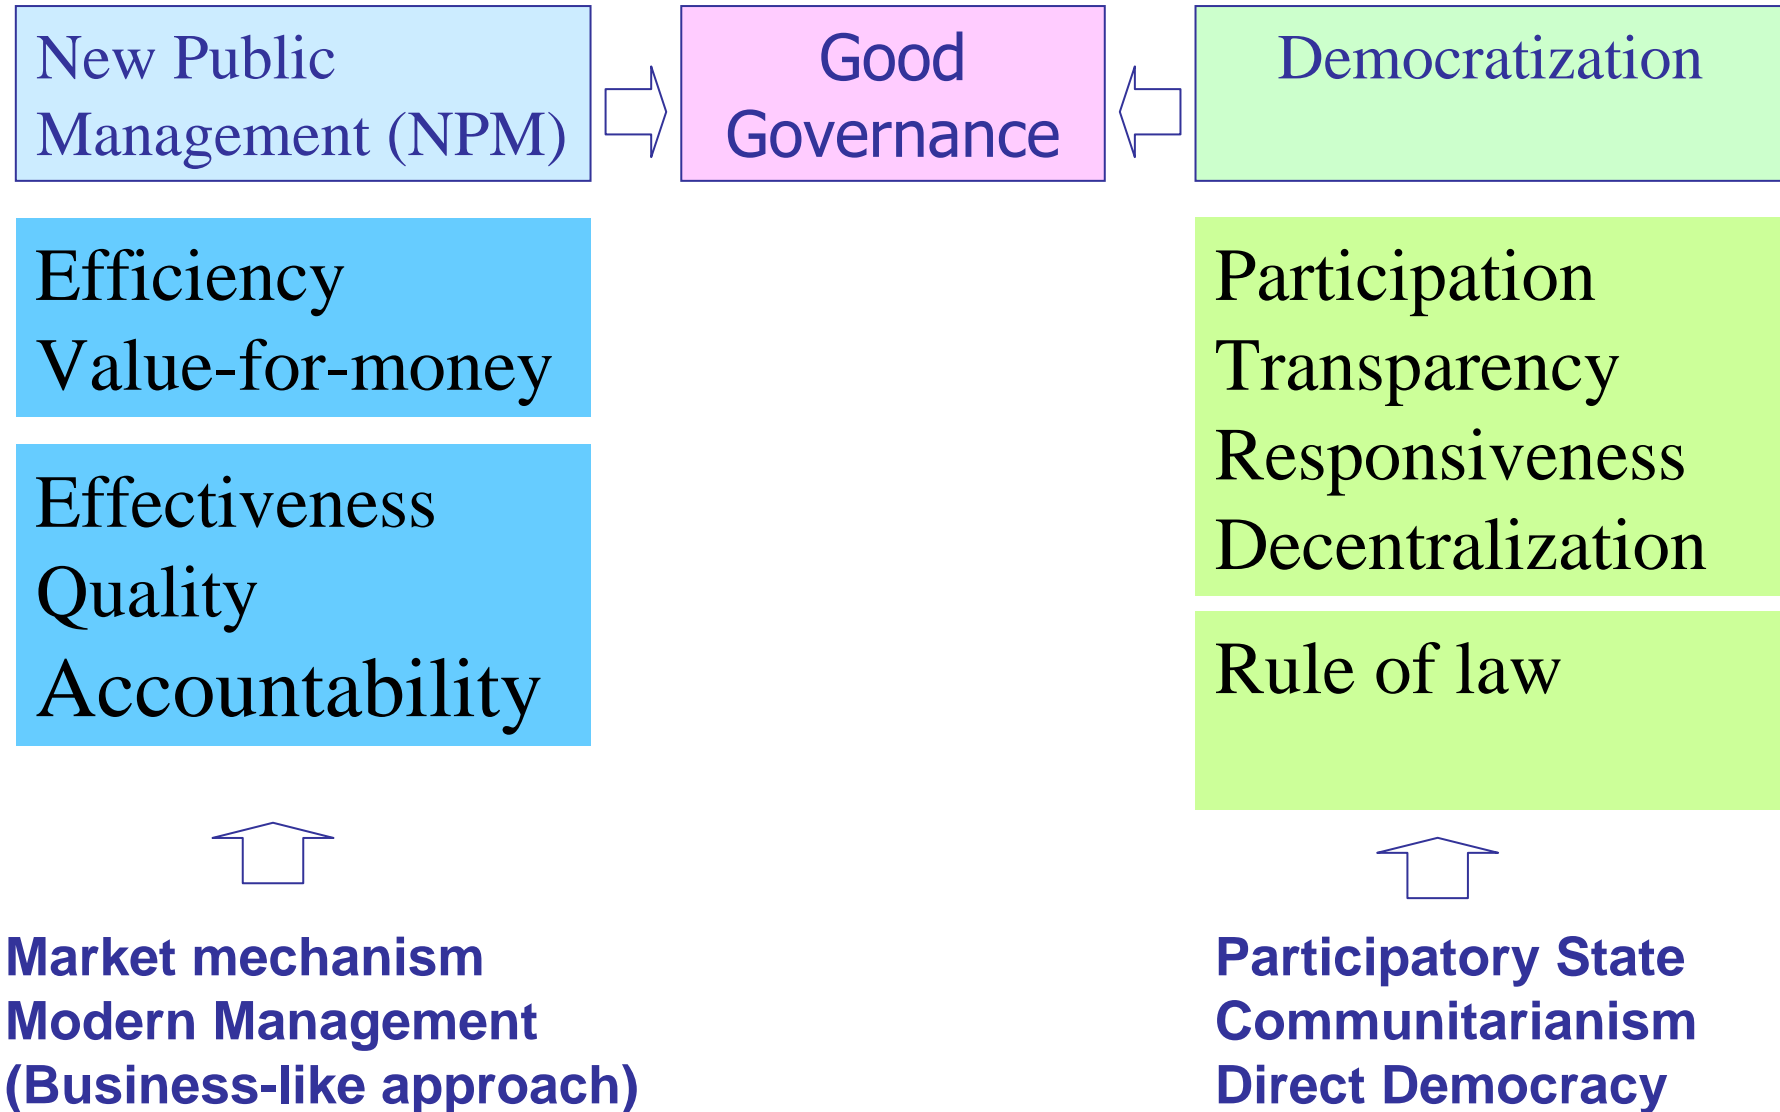 New Public
Management (NPM)
Good
Governance
Democratization
Efficiency
Value-for-money
Effectiveness
Quality
Accountability
Participation
Transparency
Responsiveness
Decentralization
Rule of law
Market mechanism
Modern Management
(Business-like approach)
Participatory State
Communitarianism
Direct Democracy